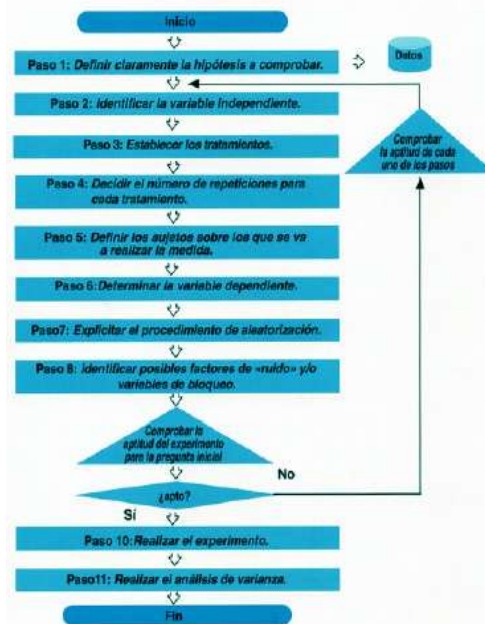 Inicio
Paso 1: Definir claramente la hipótesis a comprobar.
Datos
Paso 2: Identificar la variable independiente.
Paso 3: Establecer los tratamientos.
Comprobar
la aptitud de cada
uno de los pasos
Paso 4: Decidir el número de repeticiones para
cada tratamiento.
Paso 5: Definir los sujetos sobre los que se va
a realizar la medida.
Paso 6: Determinar la variable dependiente.
Paso7: Explicitar el procedimiento de aleatorización.
Paso 8: Identificar posibles factores de «ruido» y/o
variables de bloqueo.
Comprobar la
aptitud del experimento
para la pregunta inicial
No
¿apto?
Sí
Paso 10: Realizar el experimento.
Paso11: Realizar el análisis de varianza.
Fin